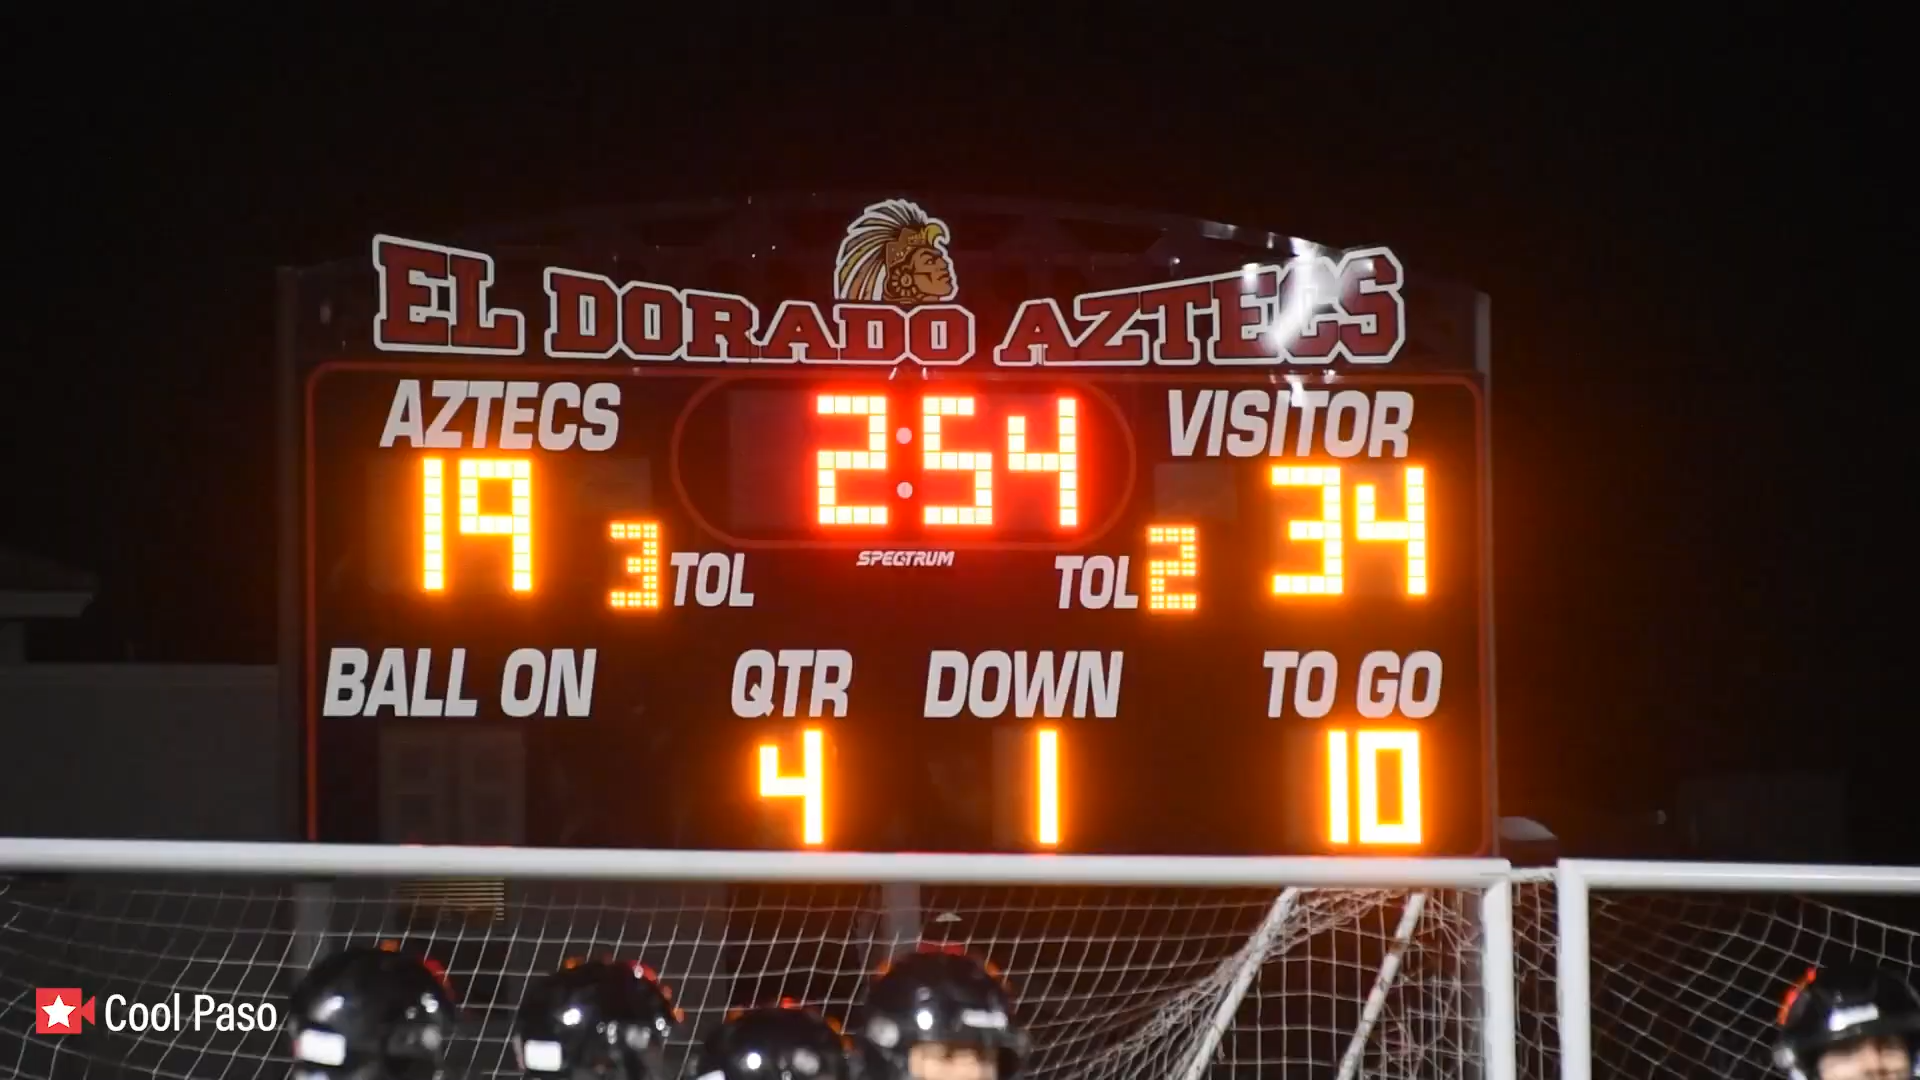 EL DORADO AZTECS
AZTECS 2:54 VISITOR
19 3 TOL SPECTRUM TOL 2 34
BALL ON QTR DOWN TO GO
4 1 10
Cool Paso